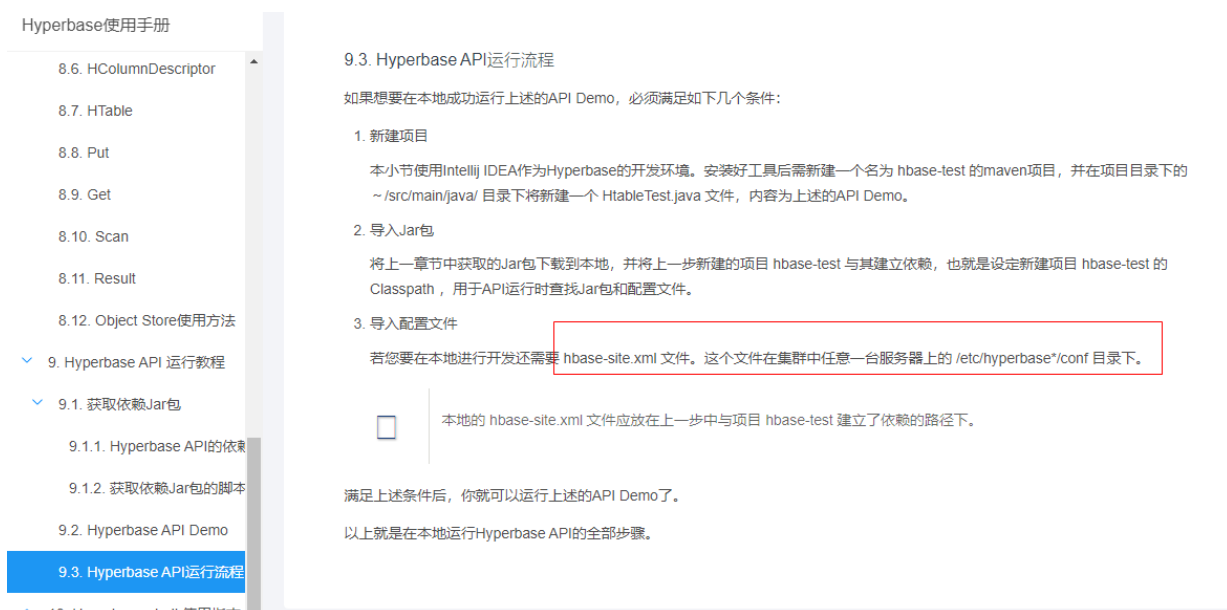 Hyperbase使用手册
8.6. HColumnDescriptor
8.7. HTable
8.8. Put
8.9. Get
8.10. Scan
8.11. Result
8.12. Object Store使用方法
9. Hyperbase API 运行教程
9.1. 获取依赖Jar包
9.1.1. Hyperbase API的依
9.1.2. 获取依赖Jar包的脚本
9.2. Hyperbase API Demo
9.3. Hyperbase API运行流程
9.3. Hyperbase API运行流程
如果想要在本地成功运行上述的API Demo，必须满足如下几个条件：
1. 新建项目
本小节使用Intellij IDEA作为Hyperbase的开发环境。安装好工具后需新建一个名为 hbase-test 的maven项目，并在项目目录下的
~/src/main/java/ 目录下将新建一个 HtableTest.java 文件，内容为上述的API Demo。
2. 导入Jar包
将上一章节中获取的Jar包下载到本地，并将上一步新建的项目 hbase-test 与其建立依赖，也就是设定新建项目 hbase-test 的
Classpath ，用于API运行时查找Jar包和配置文件。
3. 导入配置文件
若您要在本地进行开发还需要 hbase-site.xml 文件。这个文件在集群中任意一台服务器上的 /etc/hyperbase*/conf 目录下。
本地的 hbase-site.xml 文件应放在上一步中与项目 hbase-test 建立了依赖的路径下。
满足上述条件后，你就可以运行上述的API Demo了。
以上就是在本地运行Hyperbase API的全部步骤。